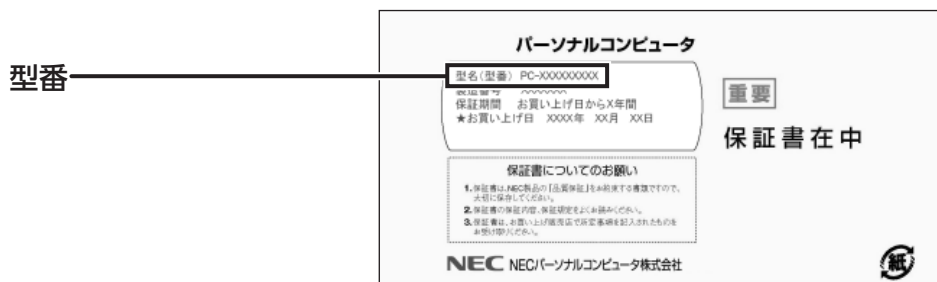 型番
パーソナルコンピュータ
型名(型番) PC-XXXXXXXXX
製造番号 XXXXXXX
保証期間 お買い上げ日からX年間
★お買い上げ日 XXXX年 XX月 XX日
重要
保証書在中
保証書についてのお願い
1.保証書は、NEC製品の「品質保証」をお約束する書類ですので、
大切に保存してください。
2.保証書の保証内容、保証規定をよくお読みください。
3.保証書は、お買い上げ販売店で所定事項を記入されたものを
お受け取りください。
NEC NECパーソナルコンピュータ株式会社
紙